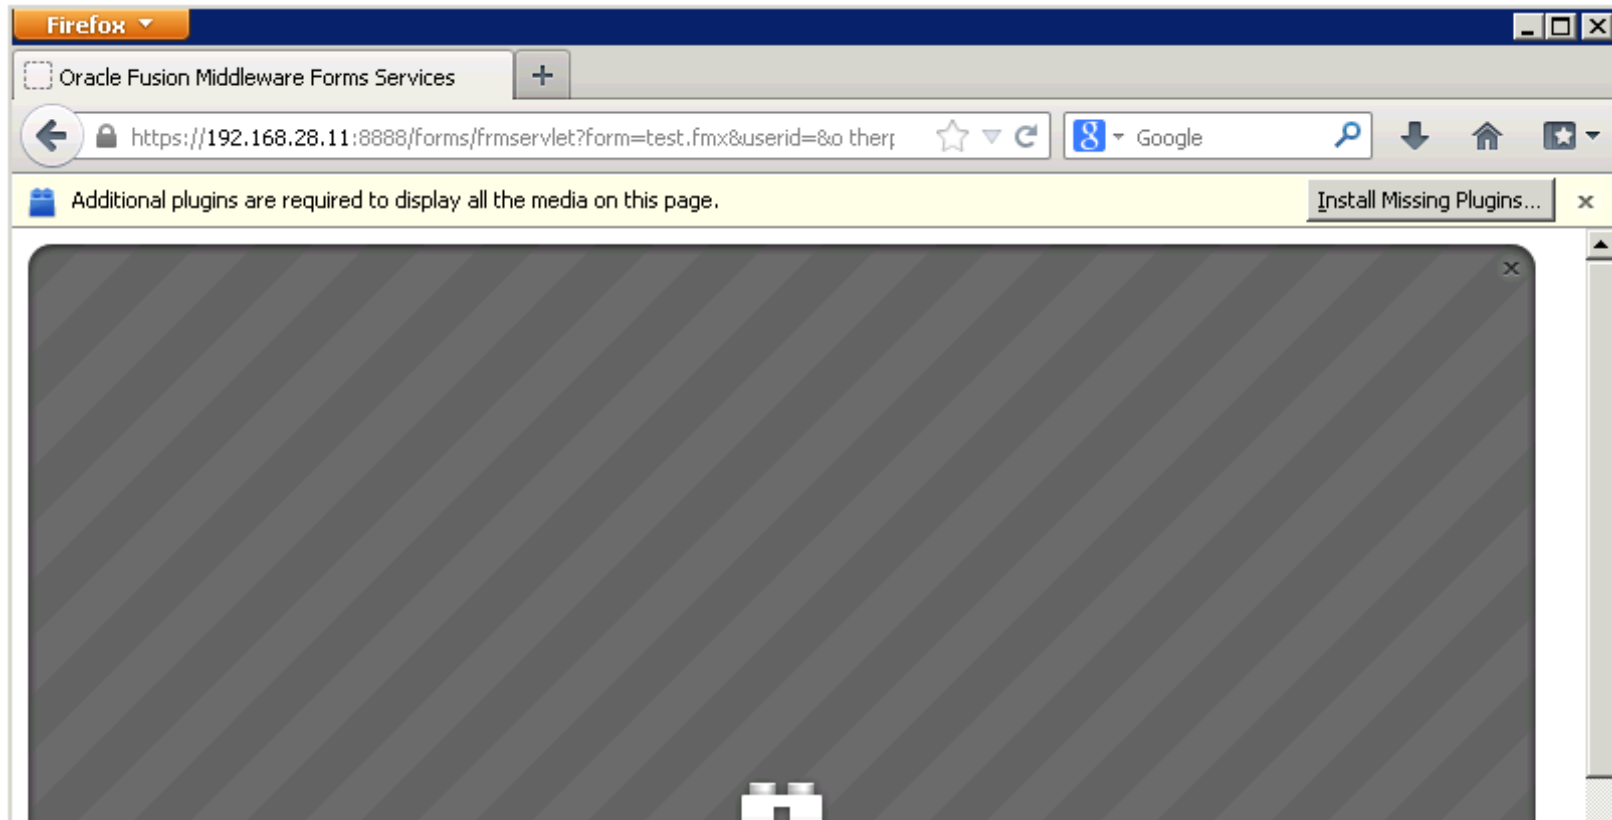 Firefox
Oracle Fusion Middleware Forms Services
https://192.168.28.11:8888/forms/frmservlet?form=test.fmx&userid=&o therp
Google
Additional plugins are required to display all the media on this page.
Install Missing Plugins...